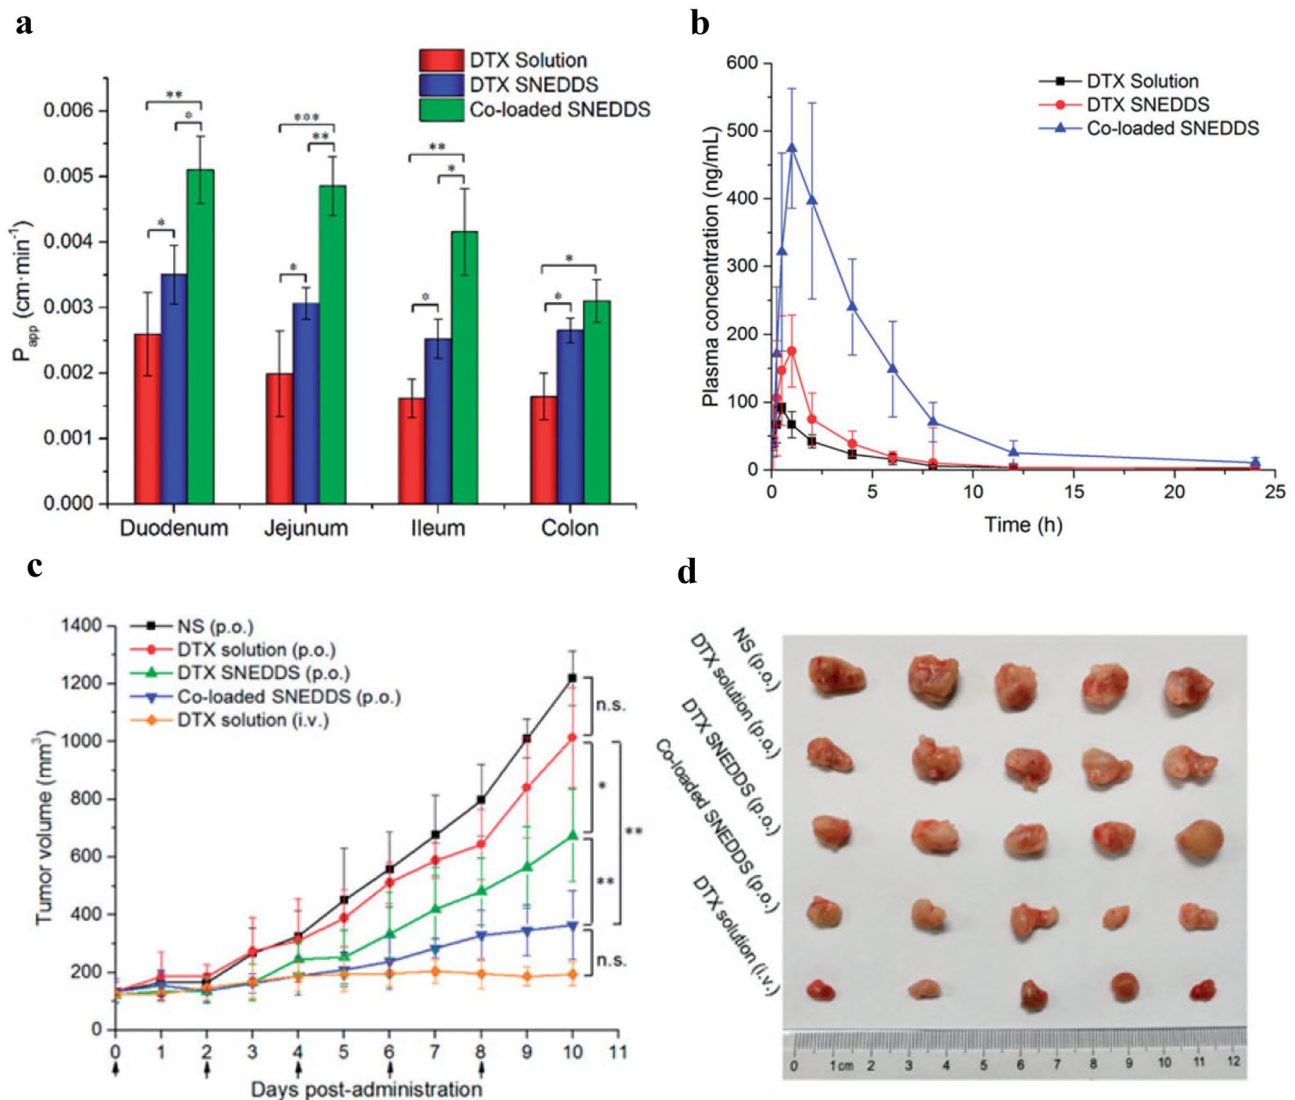 a
DTX Solution
DTX SNEDDS
Co-loaded SNEDDS
0.006
0.005
0.004
0.003
0.002
0.001
0.000
Papp (cm·min-1)
**
*
*
***
**
*
**
*
*
*
*
Duodenum Jejunum Ileum Colon
b
DTX Solution
DTX SNEDDS
Co-loaded SNEDDS
600
500
400
300
200
100
0
Plasma concentration (ng/mL)
0 5 10 15 20 25
Time (h)
c
NS (p.o.)
DTX solution (p.o.)
DTX SNEDDS (p.o.)
Co-loaded SNEDDS (p.o.)
DTX solution (i.v.)
1400
1200
1000
800
600
400
200
0
Tumor volume (mm3)
n.s.
*
**
**
n.s.
0 1 2 3 4 5 6 7 8 9 10 11
Days post-administration
d
NS (p.o.)
DTX solution (p.o.)
DTX SNEDDS (p.o.)
Co-loaded SNEDDS (p.o.)
DTX solution (i.v.)
0 1cm 2 3 4 5 6 7 8 9 10 11 12